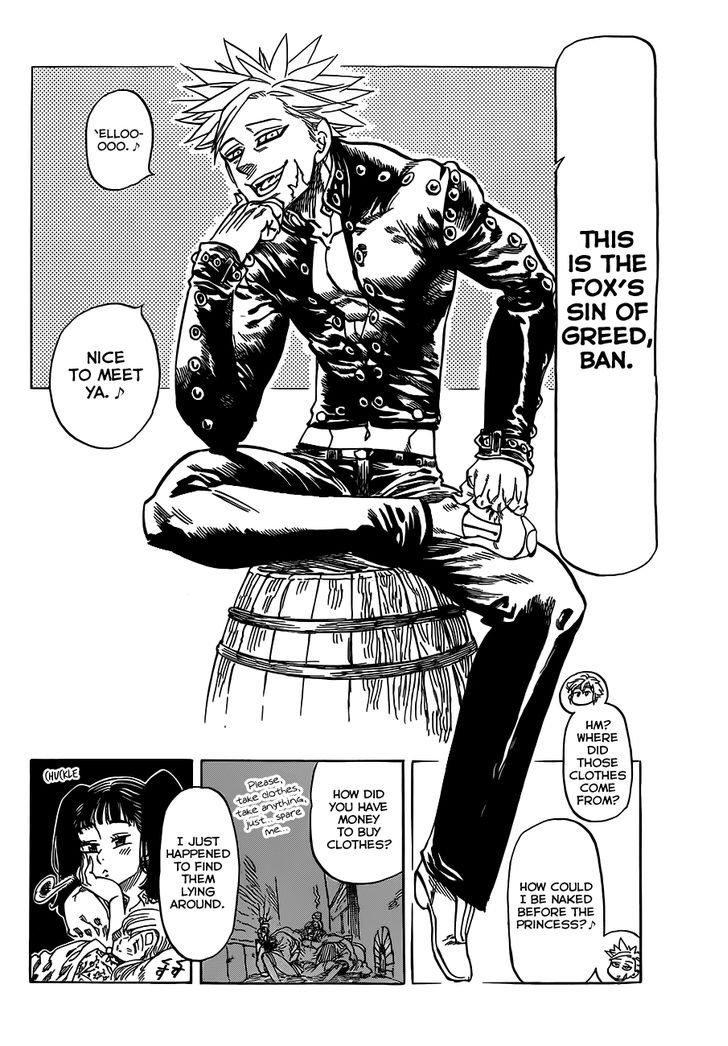 THIS
IS THE
FOX'S
SIN OF
GREED,
BAN.
'ELLOO-
OOO. ♪
K
NICE
TO MEET
YA. ♪
HM?
WHERE
DID
THOSE
CLOTHES
COME
FROM?
HOW COULD
I BE NAKED
BEFORE THE
PRINCESS? ♪
HOW DID
YOU HAVE
MONEY
TO BUY
CLOTHES?
Please,
take clothes,
take anything,
just... spare
me...
I JUST
HAPPENED
TO FIND
THEM
LYING
AROUND.
CHUCKLE